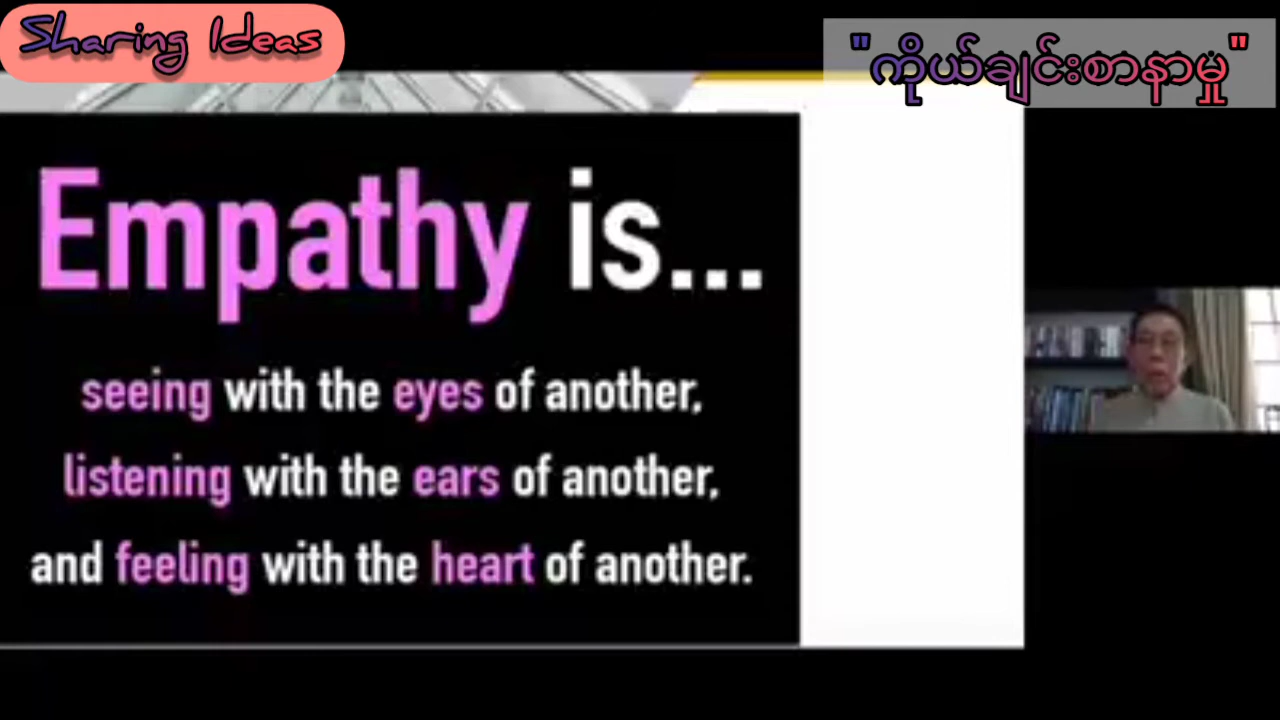 Sharing Ideas
"ကိုယ်ချင်းစာနာမှု"
Empathy is...
seeing with the eyes of another,
listening with the ears of another,
and feeling with the heart of another.